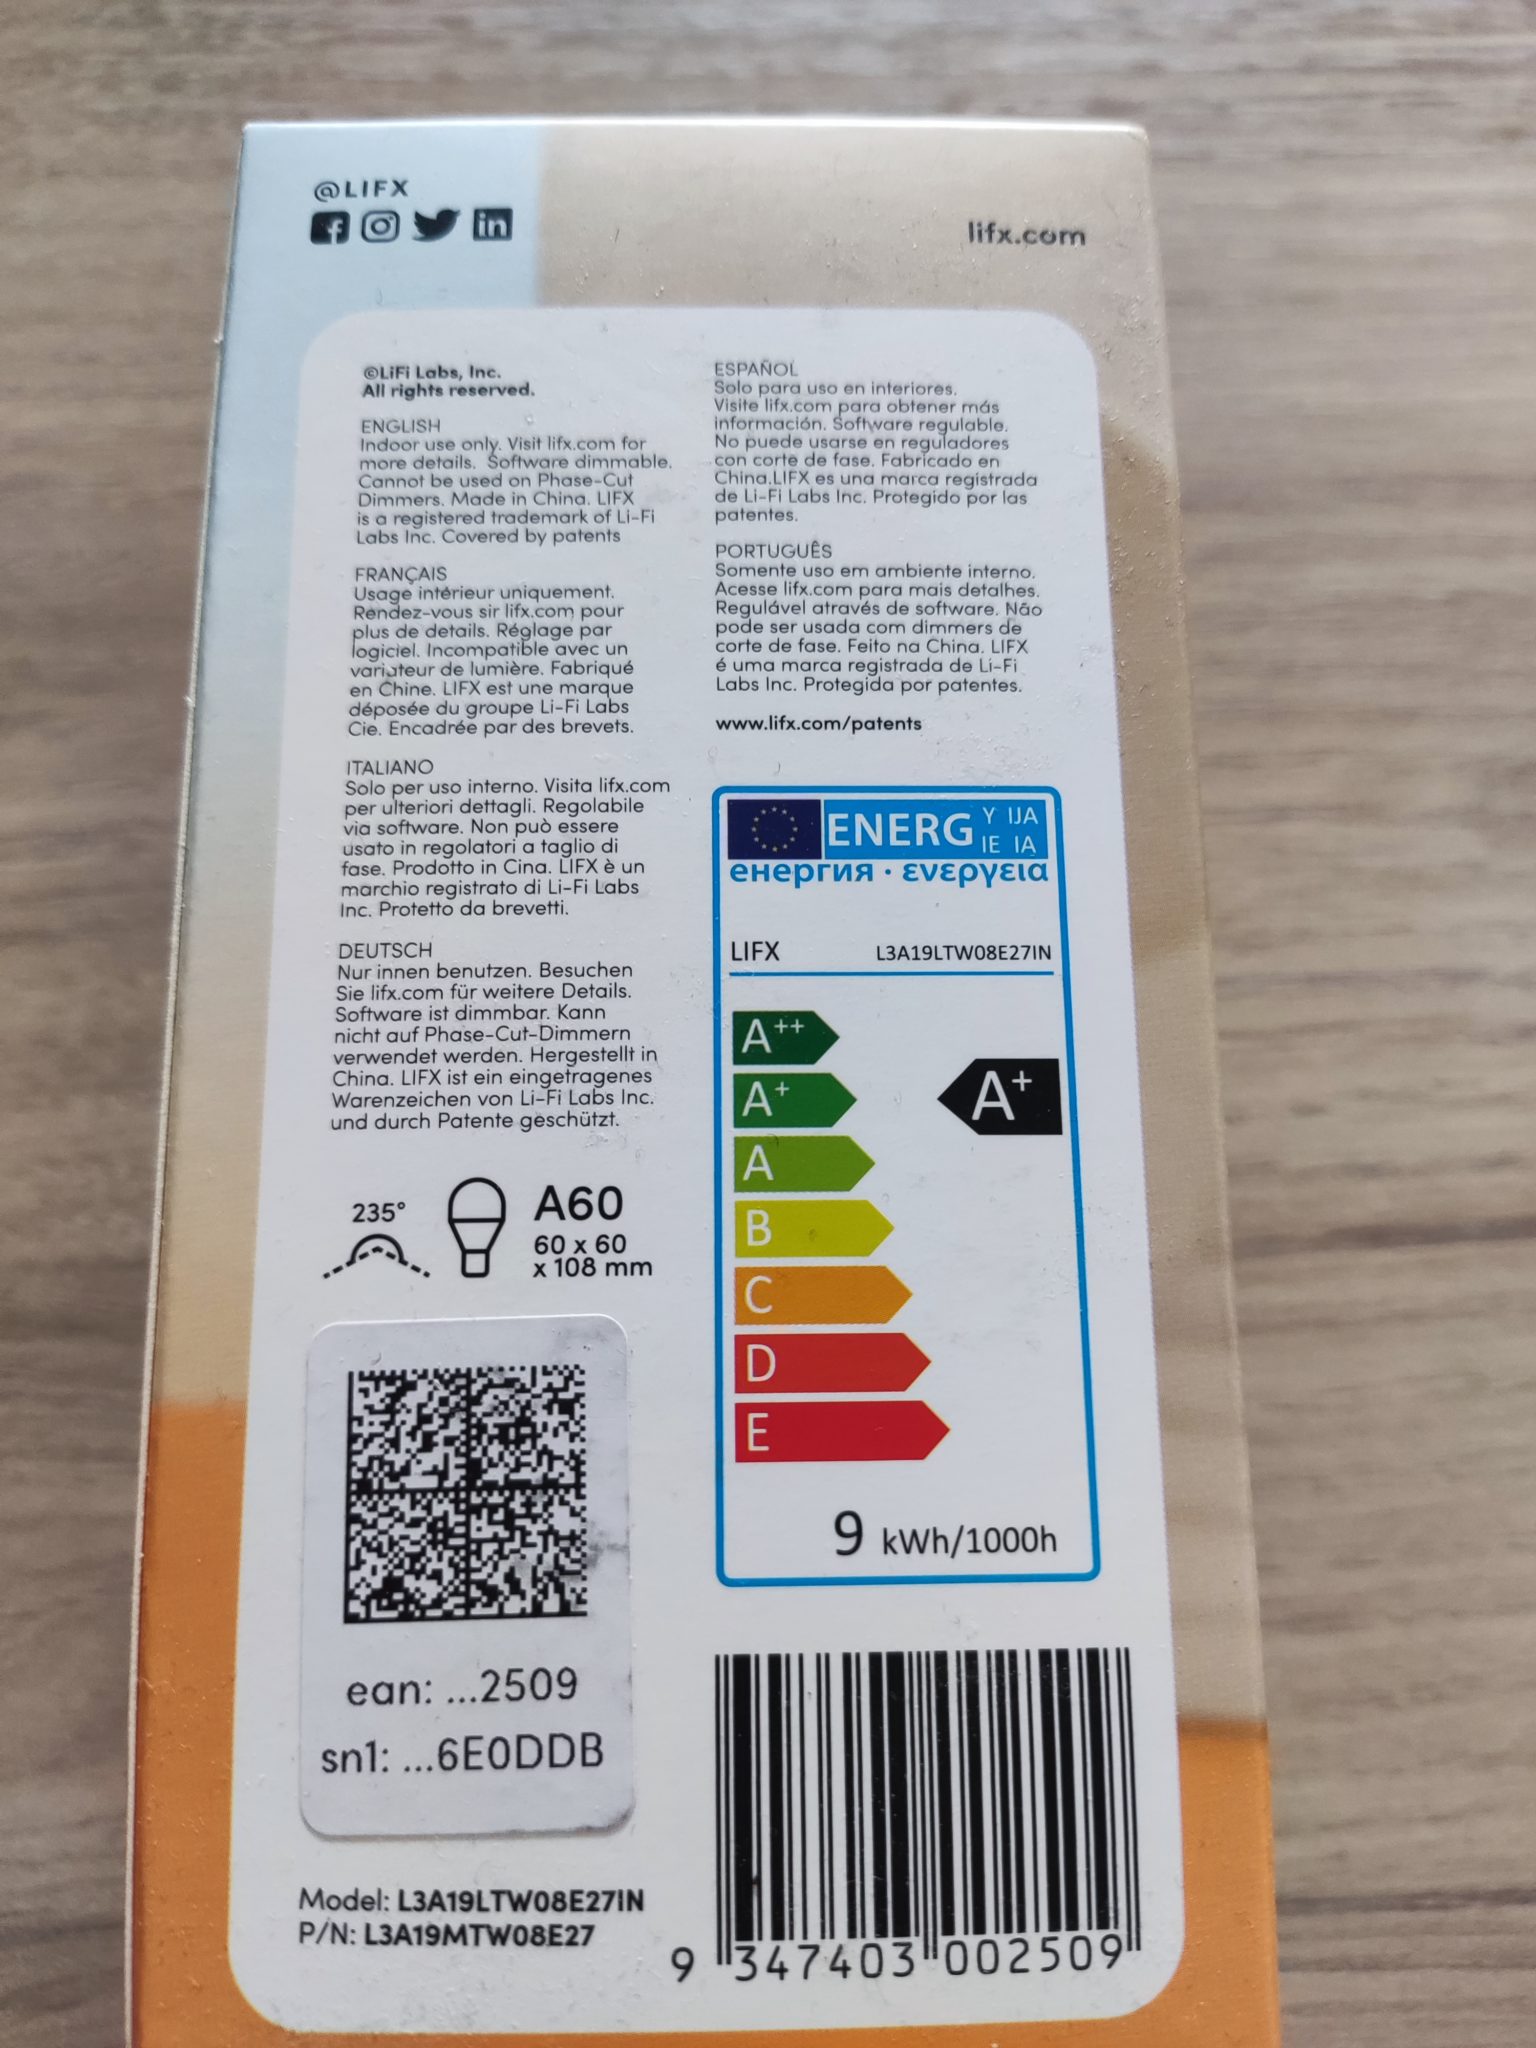 @LIFX
lifx.com
©LiFi Labs, Inc.
All rights reserved.
ENGLISH
Indoor use only. Visit lifx.com for
more details. Software dimmable.
Cannot be used on Phase-Cut
Dimmers. Made in China. LIFX
is a registered trademark of Li-Fi
Labs Inc. Covered by patents
FRANÇAIS
Usage intérieur uniquement.
Rendez-vous sir lifx.com pour
plus de details. Réglage par
logiciel. Incompatible avec un
variateur de lumière. Fabriqué
en Chine. LIFX est une marque
déposée du groupe Li-Fi Labs
Cie. Encadrée par des brevets.
ITALIANO
Solo per uso interno. Visita lifx.com
per ulteriori dettagli. Regolabile
via software. Non può essere
usato in regolatori a taglio di
fase. Prodotto in Cina. LIFX è un
marchio registrato di Li-Fi Labs
Inc. Protetto da brevetti.
DEUTSCH
Nur innen benutzen. Besuchen
Sie lifx.com für weitere Details.
Software ist dimmbar. Kann
nicht auf Phase-Cut-Dimmern
verwendet werden. Hergestellt in
China. LIFX ist ein eingetragenes
Warenzeichen von Li-Fi Labs Inc.
und durch Patente geschützt.
235°
A60
60 x 60
x 108 mm
ean: ...2509
sn1: ...6E0DDB
Model: L3A19LTW08E27IN
P/N: L3A19MTW08E27
ESPAÑOL
Solo para uso en interiores.
Visite lifx.com para obtener más
información. Software regulable.
No puede usarse en reguladores
con corte de fase. Fabricado en
China.LIFX es una marca registrada
de Li-Fi Labs Inc. Protegido por las
patentes.
PORTUGUÊS
Somente uso em ambiente interno.
Acesse lifx.com para mais detalhes.
Regulável através de software. Não
pode ser usada com dimmers de
corte de fase. Feito na China. LIFX
é uma marca registrada de Li-Fi
Labs Inc. Protegida por patentes.
www.lifx.com/patents
ENERG Y IJA
IE IA
енергия · ενεργεια
LIFX L3A19LTW08E27IN
A++
A+ A+
A
B
C
D
E
9 kWh/1000h
9 347403 002509